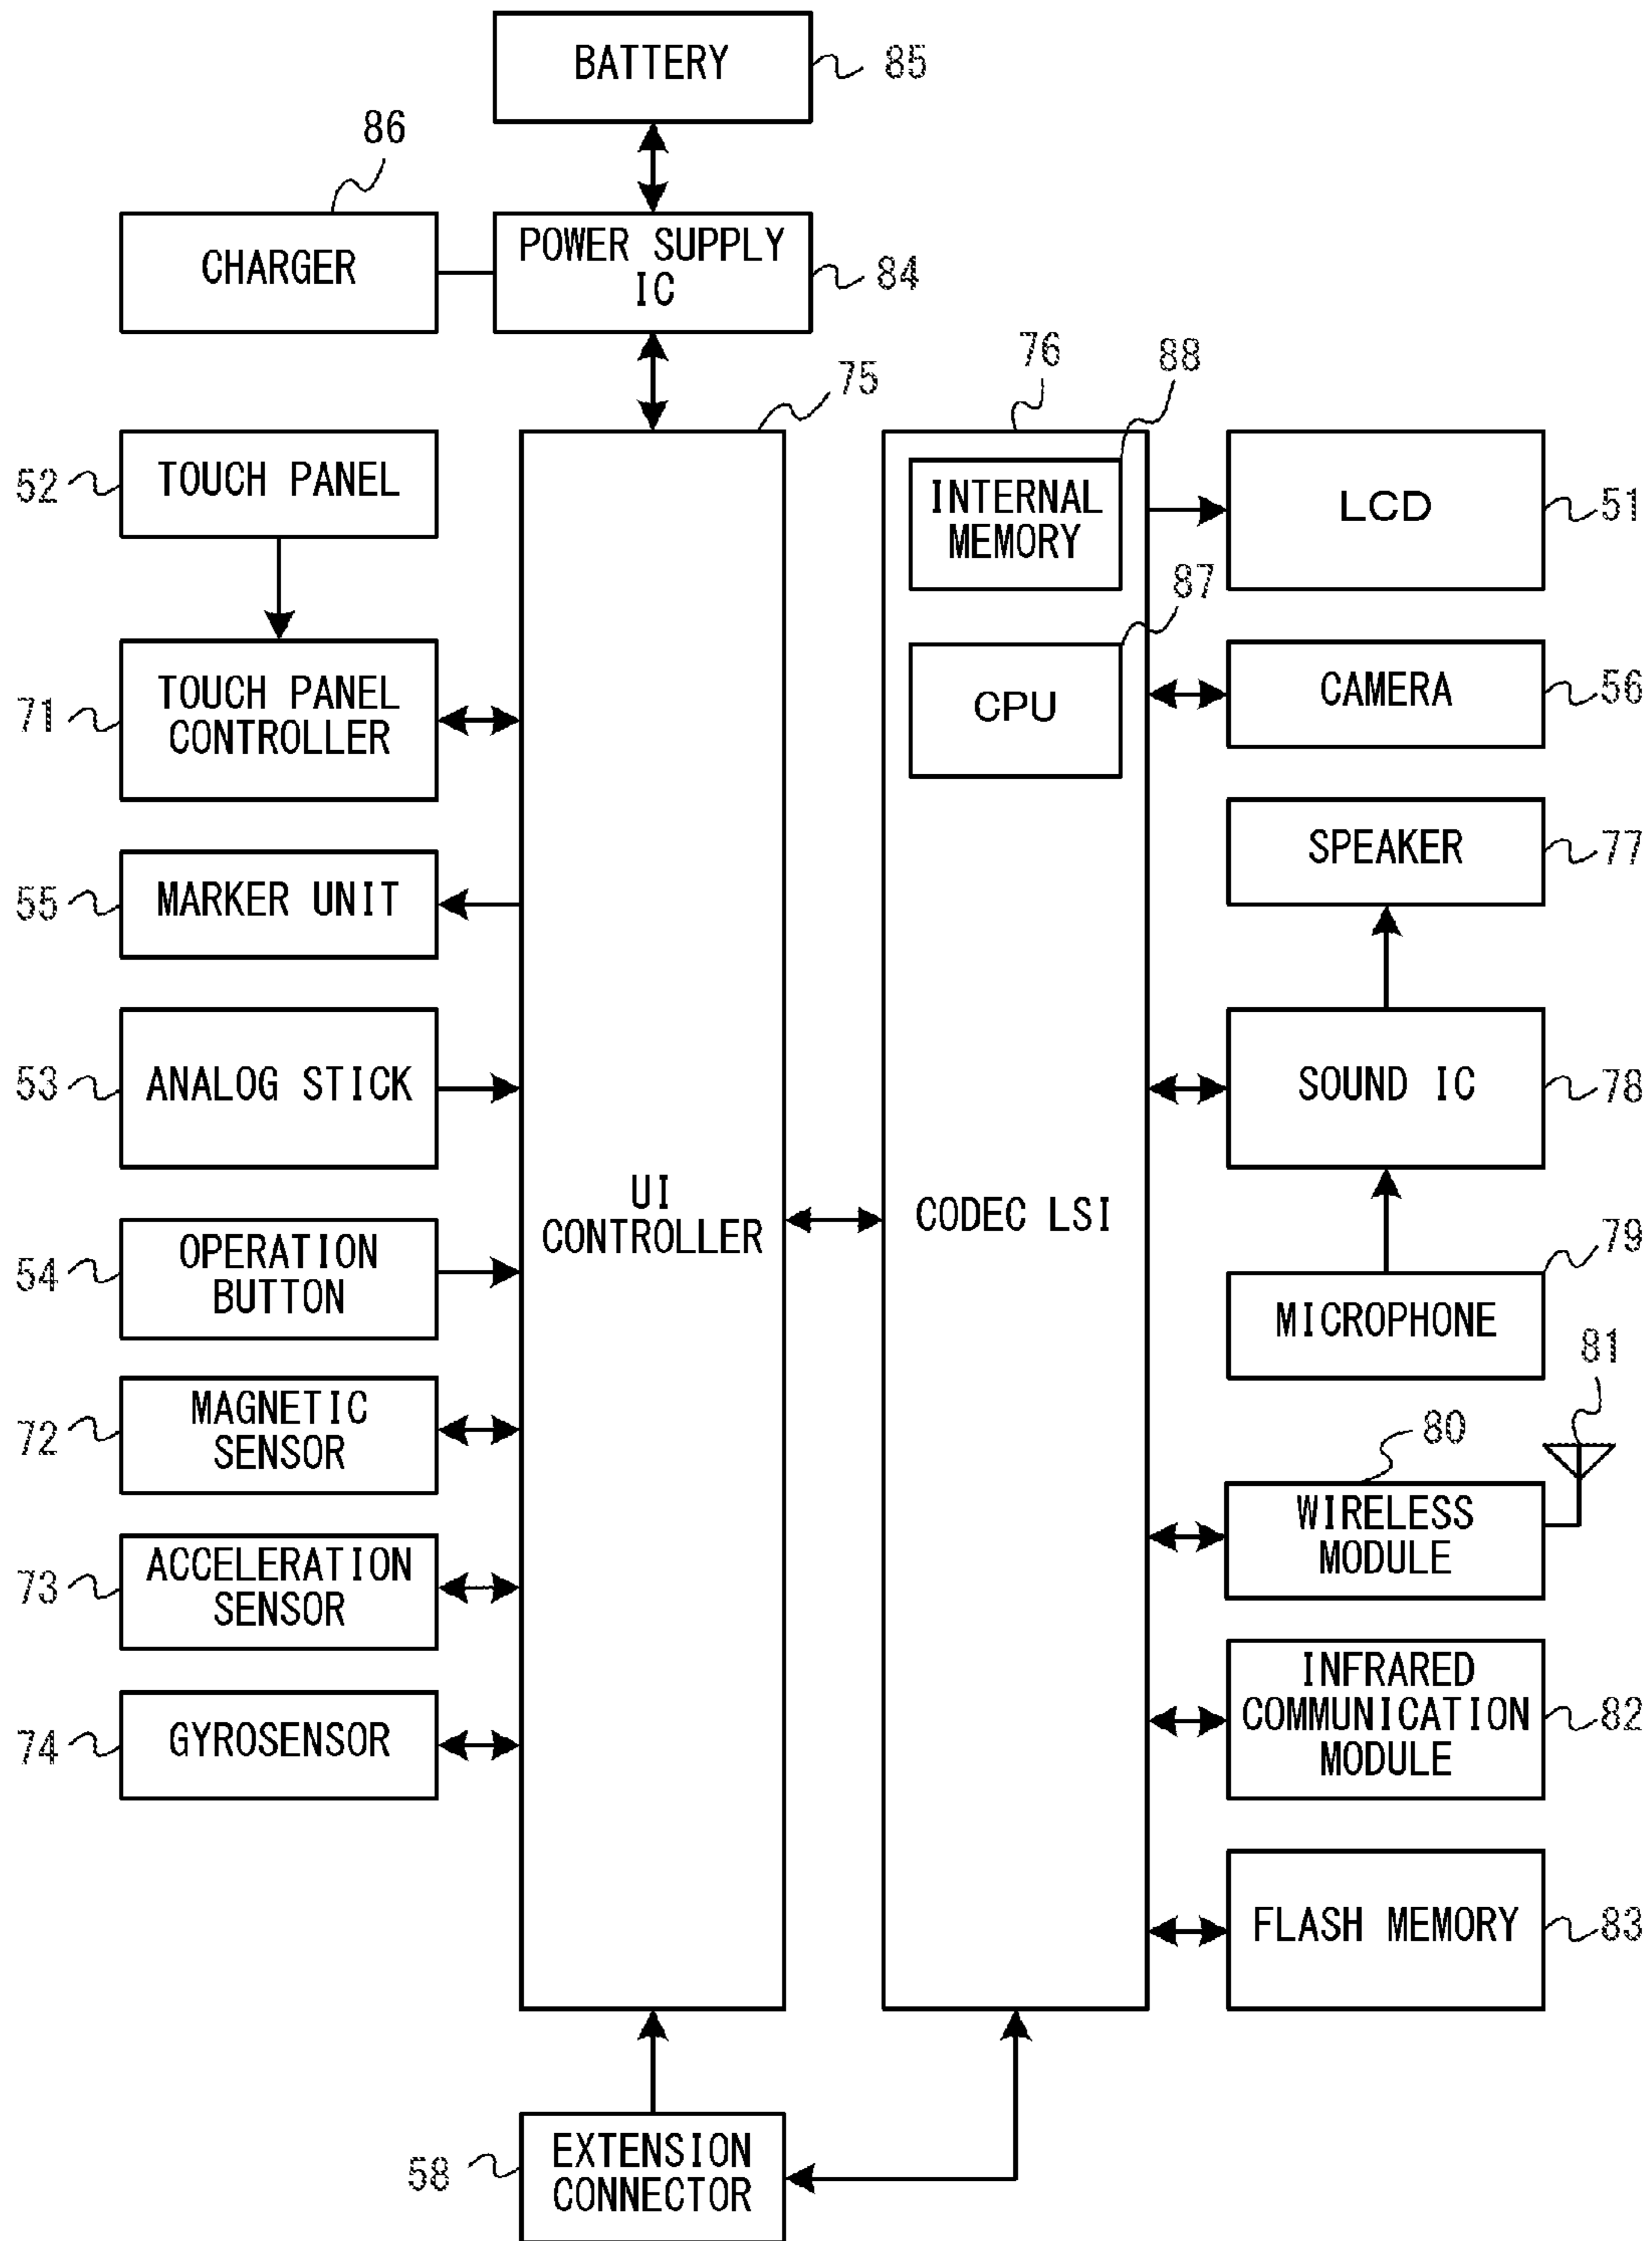 BATTERY
85
86
CHARGER
POWER SUPPLY
IC
84
75
76
88
52
TOUCH PANEL
INTERNAL
MEMORY
LCD
51
87
71
TOUCH PANEL
CONTROLLER
CPU
CAMERA
56
SPEAKER
77
55
MARKER UNIT
53
ANALOG STICK
SOUND IC
78
UI
CONTROLLER
CODEC LSI
54
OPERATION
BUTTON
79
MICROPHONE
81
72
MAGNETIC
SENSOR
80
WIRELESS
MODULE
73
ACCELERATION
SENSOR
INFRARED
COMMUNICATION
MODULE
82
74
GYROSENSOR
FLASH MEMORY
83
58
EXTENSION
CONNECTOR